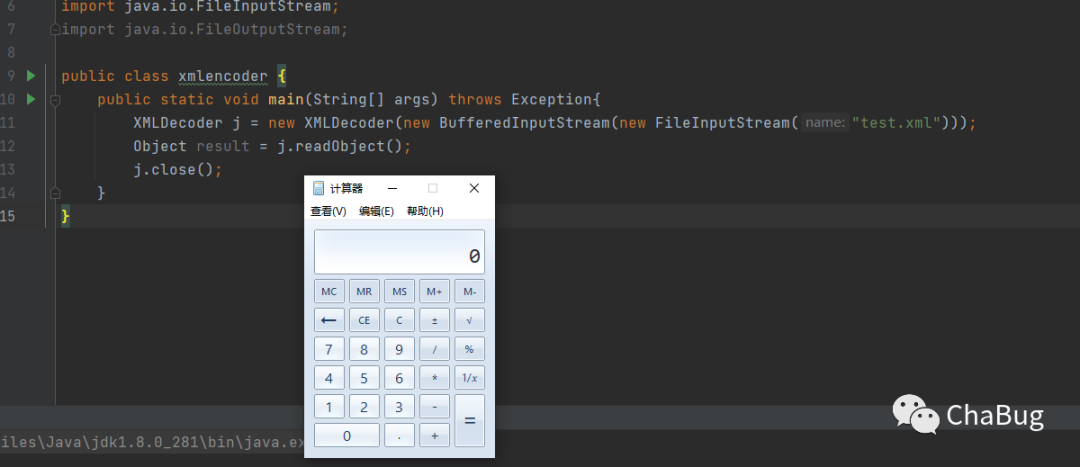 6 import java.io.FileInputStream;
7 import java.io.FileOutputStream;
8
9 public class xmlencoder {
10 public static void main(String[] args) throws Exception{
11 XMLDecoder j = new XMLDecoder(new BufferedInputStream(new FileInputStream( name: "test.xml")));
12 Object result = j.readObject();
13 j.close();
14 }
15 }
计算器
查看(V) 编辑(E) 帮助(H)
0
MC MR MS M+ M-
← CE C ± √
7 8 9 / %
4 5 6 * 1/x
1 2 3 - =
0 . +
ChaBug
iles\Java\jdk1.8.0_281\bin\java.ex